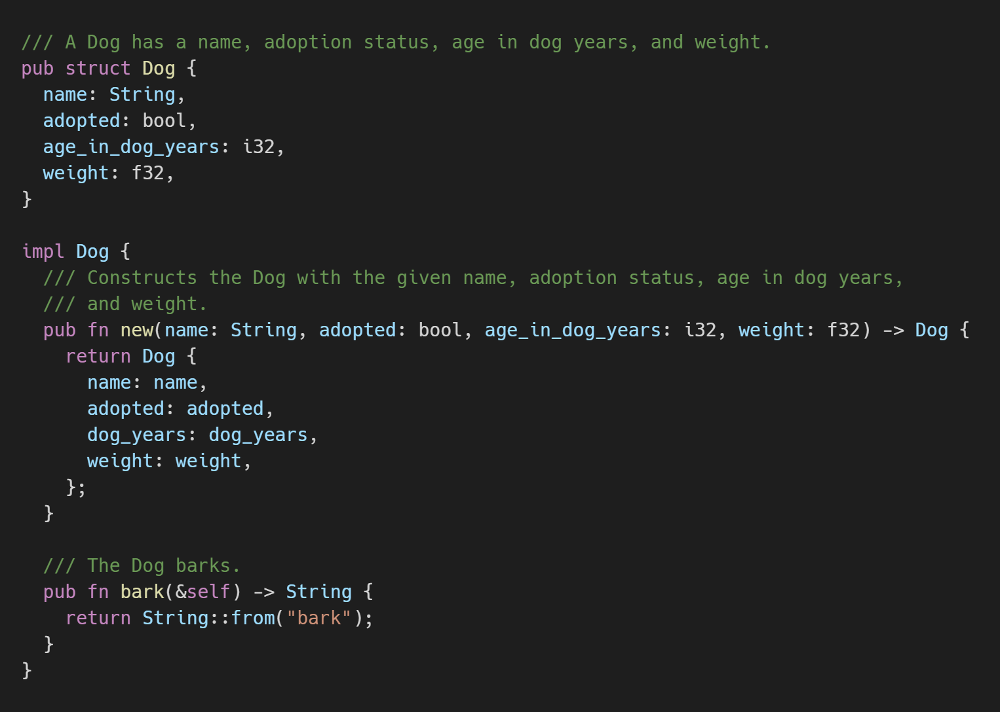 /// A Dog has a name, adoption status, age in dog years, and weight.
pub struct Dog {
  name: String,
  adopted: bool,
  age_in_dog_years: i32,
  weight: f32,
}

impl Dog {
  /// Constructs the Dog with the given name, adoption status, age in dog years,
  /// and weight.
  pub fn new(name: String, adopted: bool, age_in_dog_years: i32, weight: f32) -> Dog {
    return Dog {
      name: name,
      adopted: adopted,
      dog_years: dog_years,
      weight: weight,
    };
  }

  /// The Dog barks.
  pub fn bark(&self) -> String {
    return String::from("bark");
  }
}